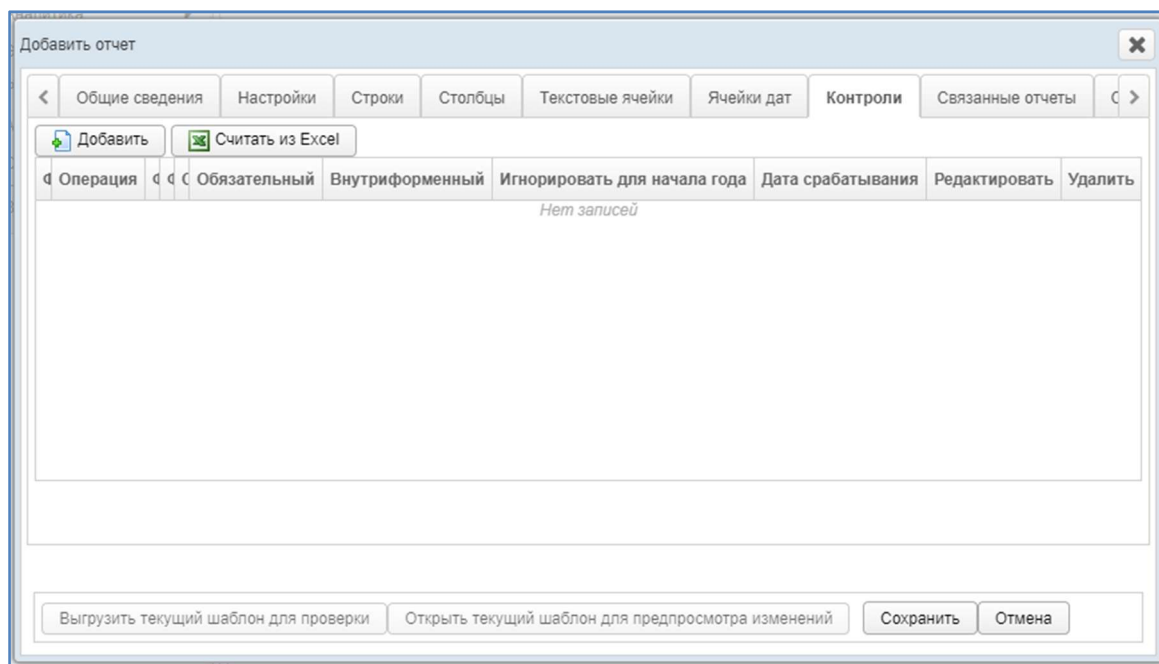 Добавить отчет
Общие сведения Настройки Строки Столбцы Текстовые ячейки Ячейки дат Контроли Связанные отчеты
Добавить Считать из Excel
Операция Обязательный Внутриформенный Игнорировать для начала года Дата срабатывания Редактировать Удалить
Нет записей
Выгрузить текущий шаблон для проверки Открыть текущий шаблон для предпросмотра изменений Сохранить Отмена